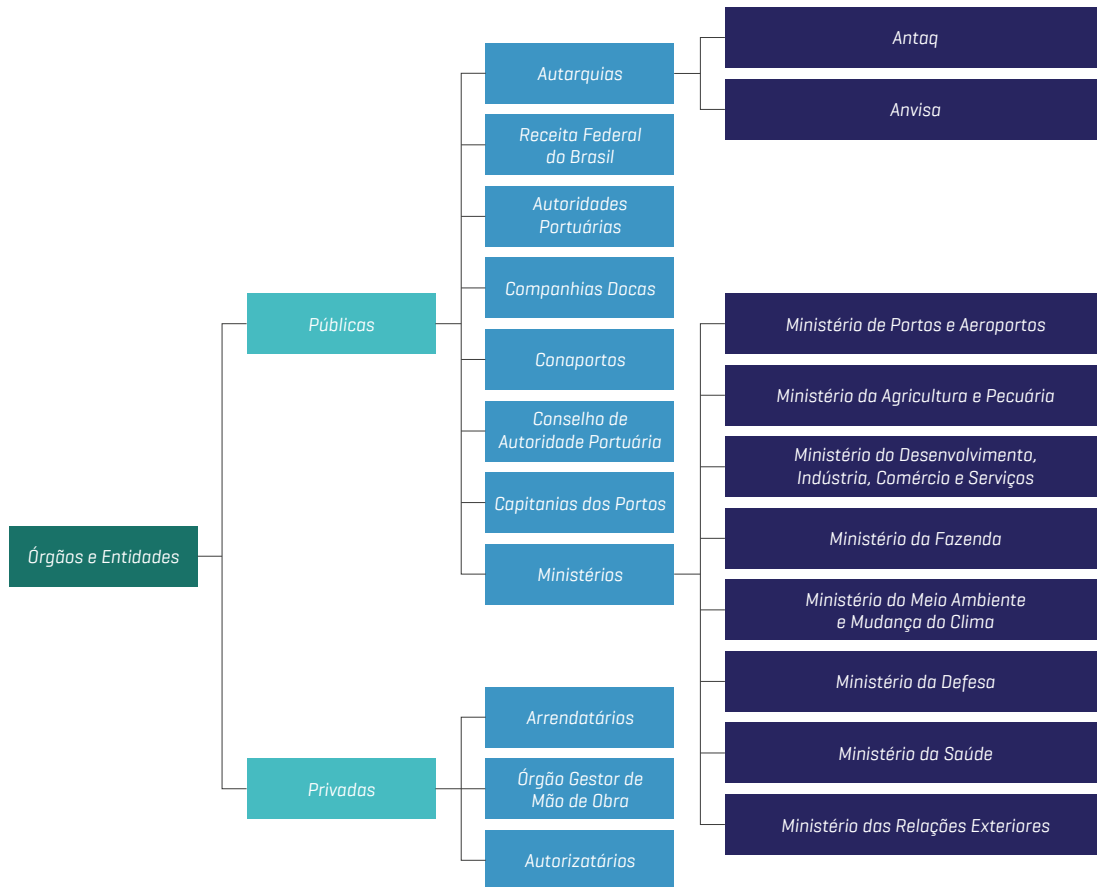 Antaq
Autarquias
Anvisa
Receita Federal
do Brasil
Autoridades
Portuárias
Companhias Docas
Públicas
Ministério de Portos e Aeroportos
Conaportos
Ministério da Agricultura e Pecuária
Conselho de
Autoridade Portuária
Ministério do Desenvolvimento,
Indústria, Comércio e Serviços
Capitanias dos Portos
Ministério da Fazenda
Órgãos e Entidades
Ministérios
Ministério do Meio Ambiente
e Mudança do Clima
Ministério da Defesa
Arrendatários
Ministério da Saúde
Privadas
Órgão Gestor de
Mão de Obra
Ministério das Relações Exteriores
Autorizatários